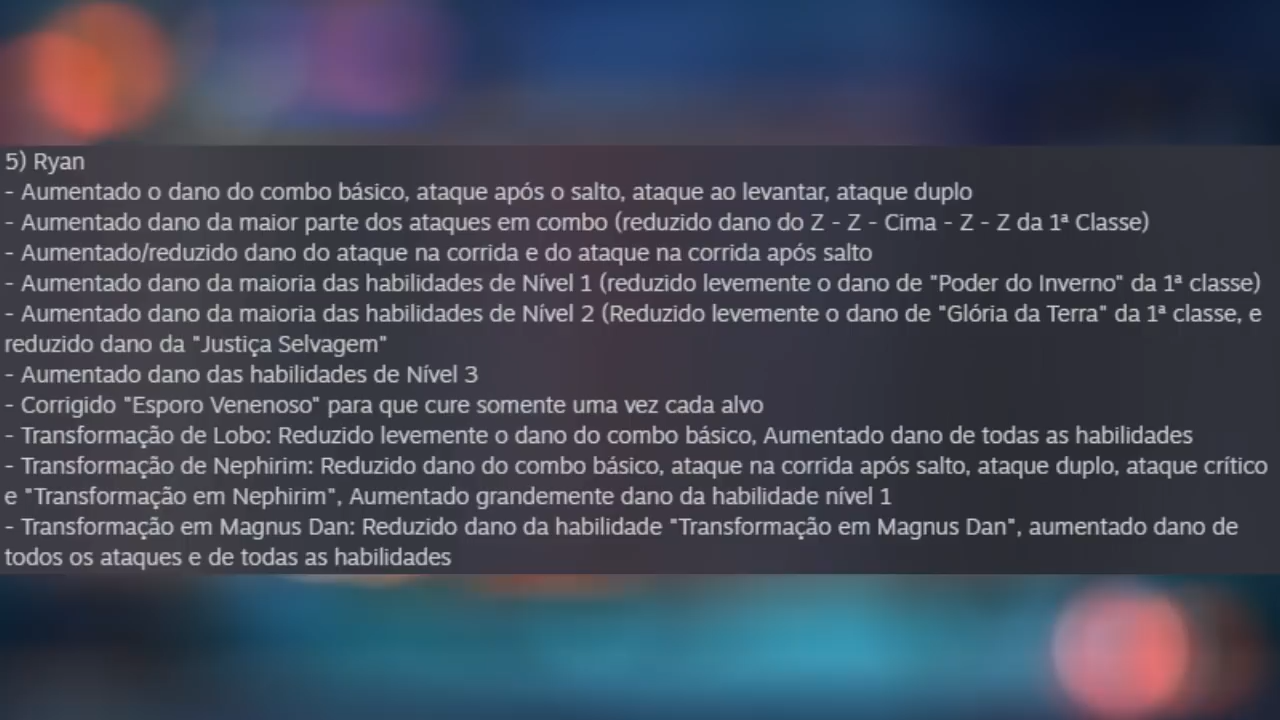 5) Ryan
- Aumentado o dano do combo básico, ataque após o salto, ataque ao levantar, ataque duplo
- Aumentado dano da maior parte dos ataques em combo (reduzido dano do Z - Z - Cima - Z - Z da 1ª Classe)
- Aumentado/reduzido dano do ataque na corrida e do ataque na corrida após salto
- Aumentado dano da maioria das habilidades de Nível 1 (reduzido levemente o dano de "Poder do Inverno" da 1ª classe)
- Aumentado dano da maioria das habilidades de Nível 2 (Reduzido levemente o dano de "Glória da Terra" da 1ª classe, e
reduzido dano da "Justiça Selvagem"
- Aumentado dano das habilidades de Nível 3
- Corrigido "Esporo Venenoso" para que cure somente uma vez cada alvo
- Transformação de Lobo: Reduzido levemente o dano do combo básico, Aumentado dano de todas as habilidades
- Transformação de Nephirim: Reduzido dano do combo básico, ataque na corrida após salto, ataque duplo, ataque crítico
e "Transformação em Nephirim", Aumentado grandemente dano da habilidade nível 1
- Transformação em Magnus Dan: Reduzido dano da habilidade "Transformação em Magnus Dan", aumentado dano de
todos os ataques e de todas as habilidades